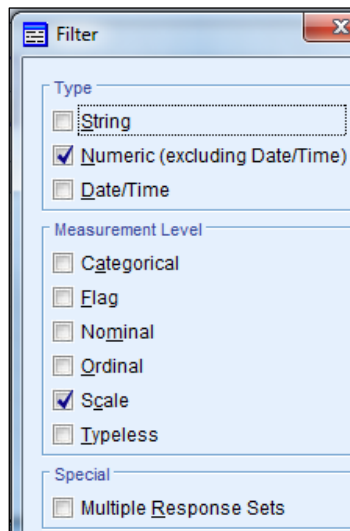 Filter
Type
String
Numeric (excluding Date/Time)
Date/Time
Measurement Level
Categorical
Flag
Nominal
Ordinal
Scale
Typeless
Special
Multiple Response Sets